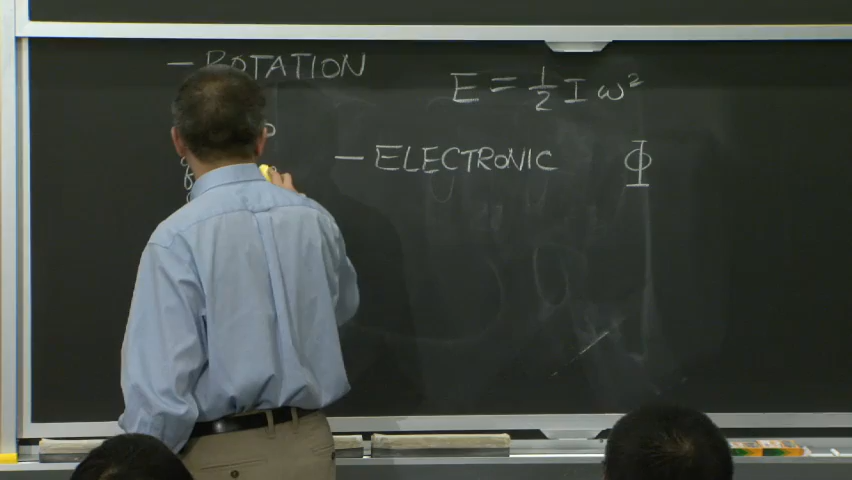 — ROTATION
E = ½ I ω²
— ELECTRONIC Φ